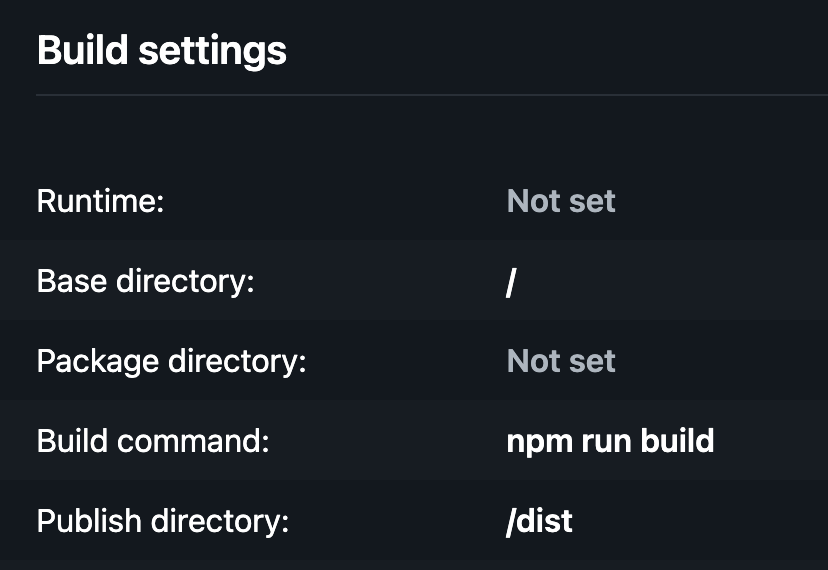 Build settings
Runtime: Not set
Base directory: /
Package directory: Not set
Build command: npm run build
Publish directory: /dist